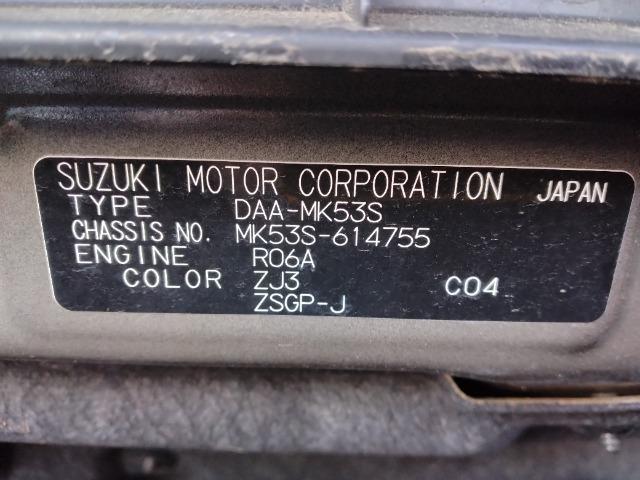 SUZUKI MOTOR CORPORATION JAPAN
TYPE DAA-MK53S
CHASSIS NO. MK53S-614755
ENGINE R06A
COLOR ZJ3 C04
ZSGP-J